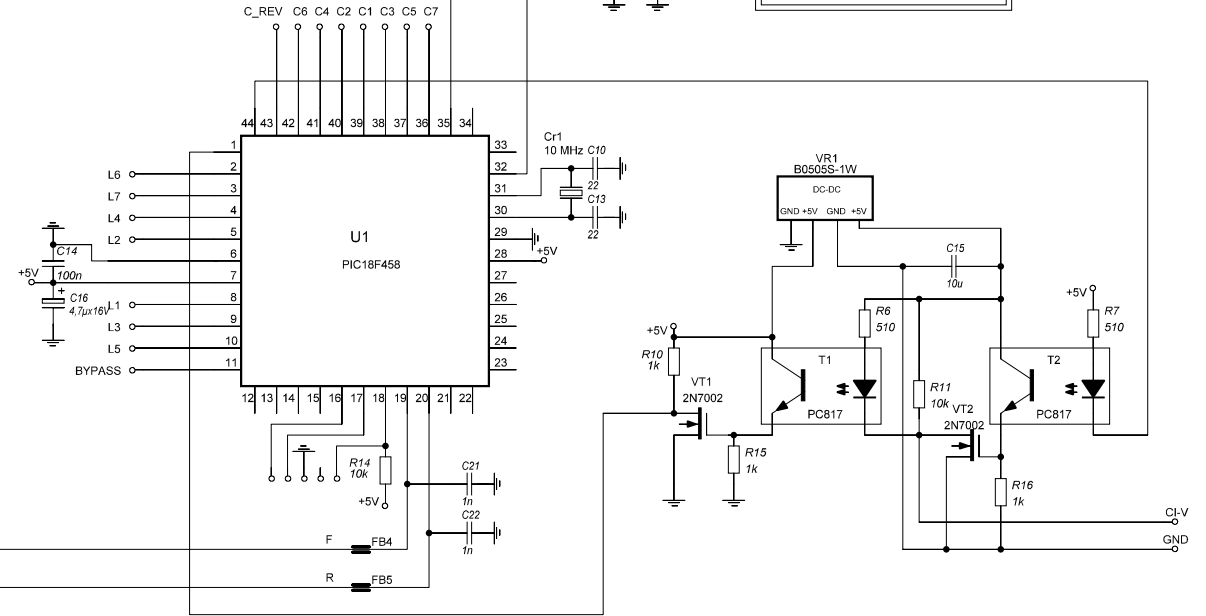 C_REV C6 C4 C2 C1 C3 C5 C7
44 43 42 41 40 39 38 37 36 35 34
1 33
2 32
3 31
4 30
5 29
6 28
7 27
8 26
9 25
10 24
11 23
12 13 14 15 16 17 18 19 20 21 22
L6
L7
L4
L2
C14
+5V 100n
+ C16
4,7µx16V
L1
L3
L5
BYPASS
U1
PIC18F458
Cr1
10 MHz C10
22
C13
22
+5V
R14
10k
+5V
C21
1n
C22
1n
F FB4
R FB5
VR1
B0505S-1W
DC-DC
GND +5V GND +5V
C15
10u
+5V
R10
1k
VT1
2N7002
R15
1k
T1
PC817
R6
510
R11
10k
VT2
2N7002
T2
PC817
+5V
R7
510
R16
1k
CI-V
GND